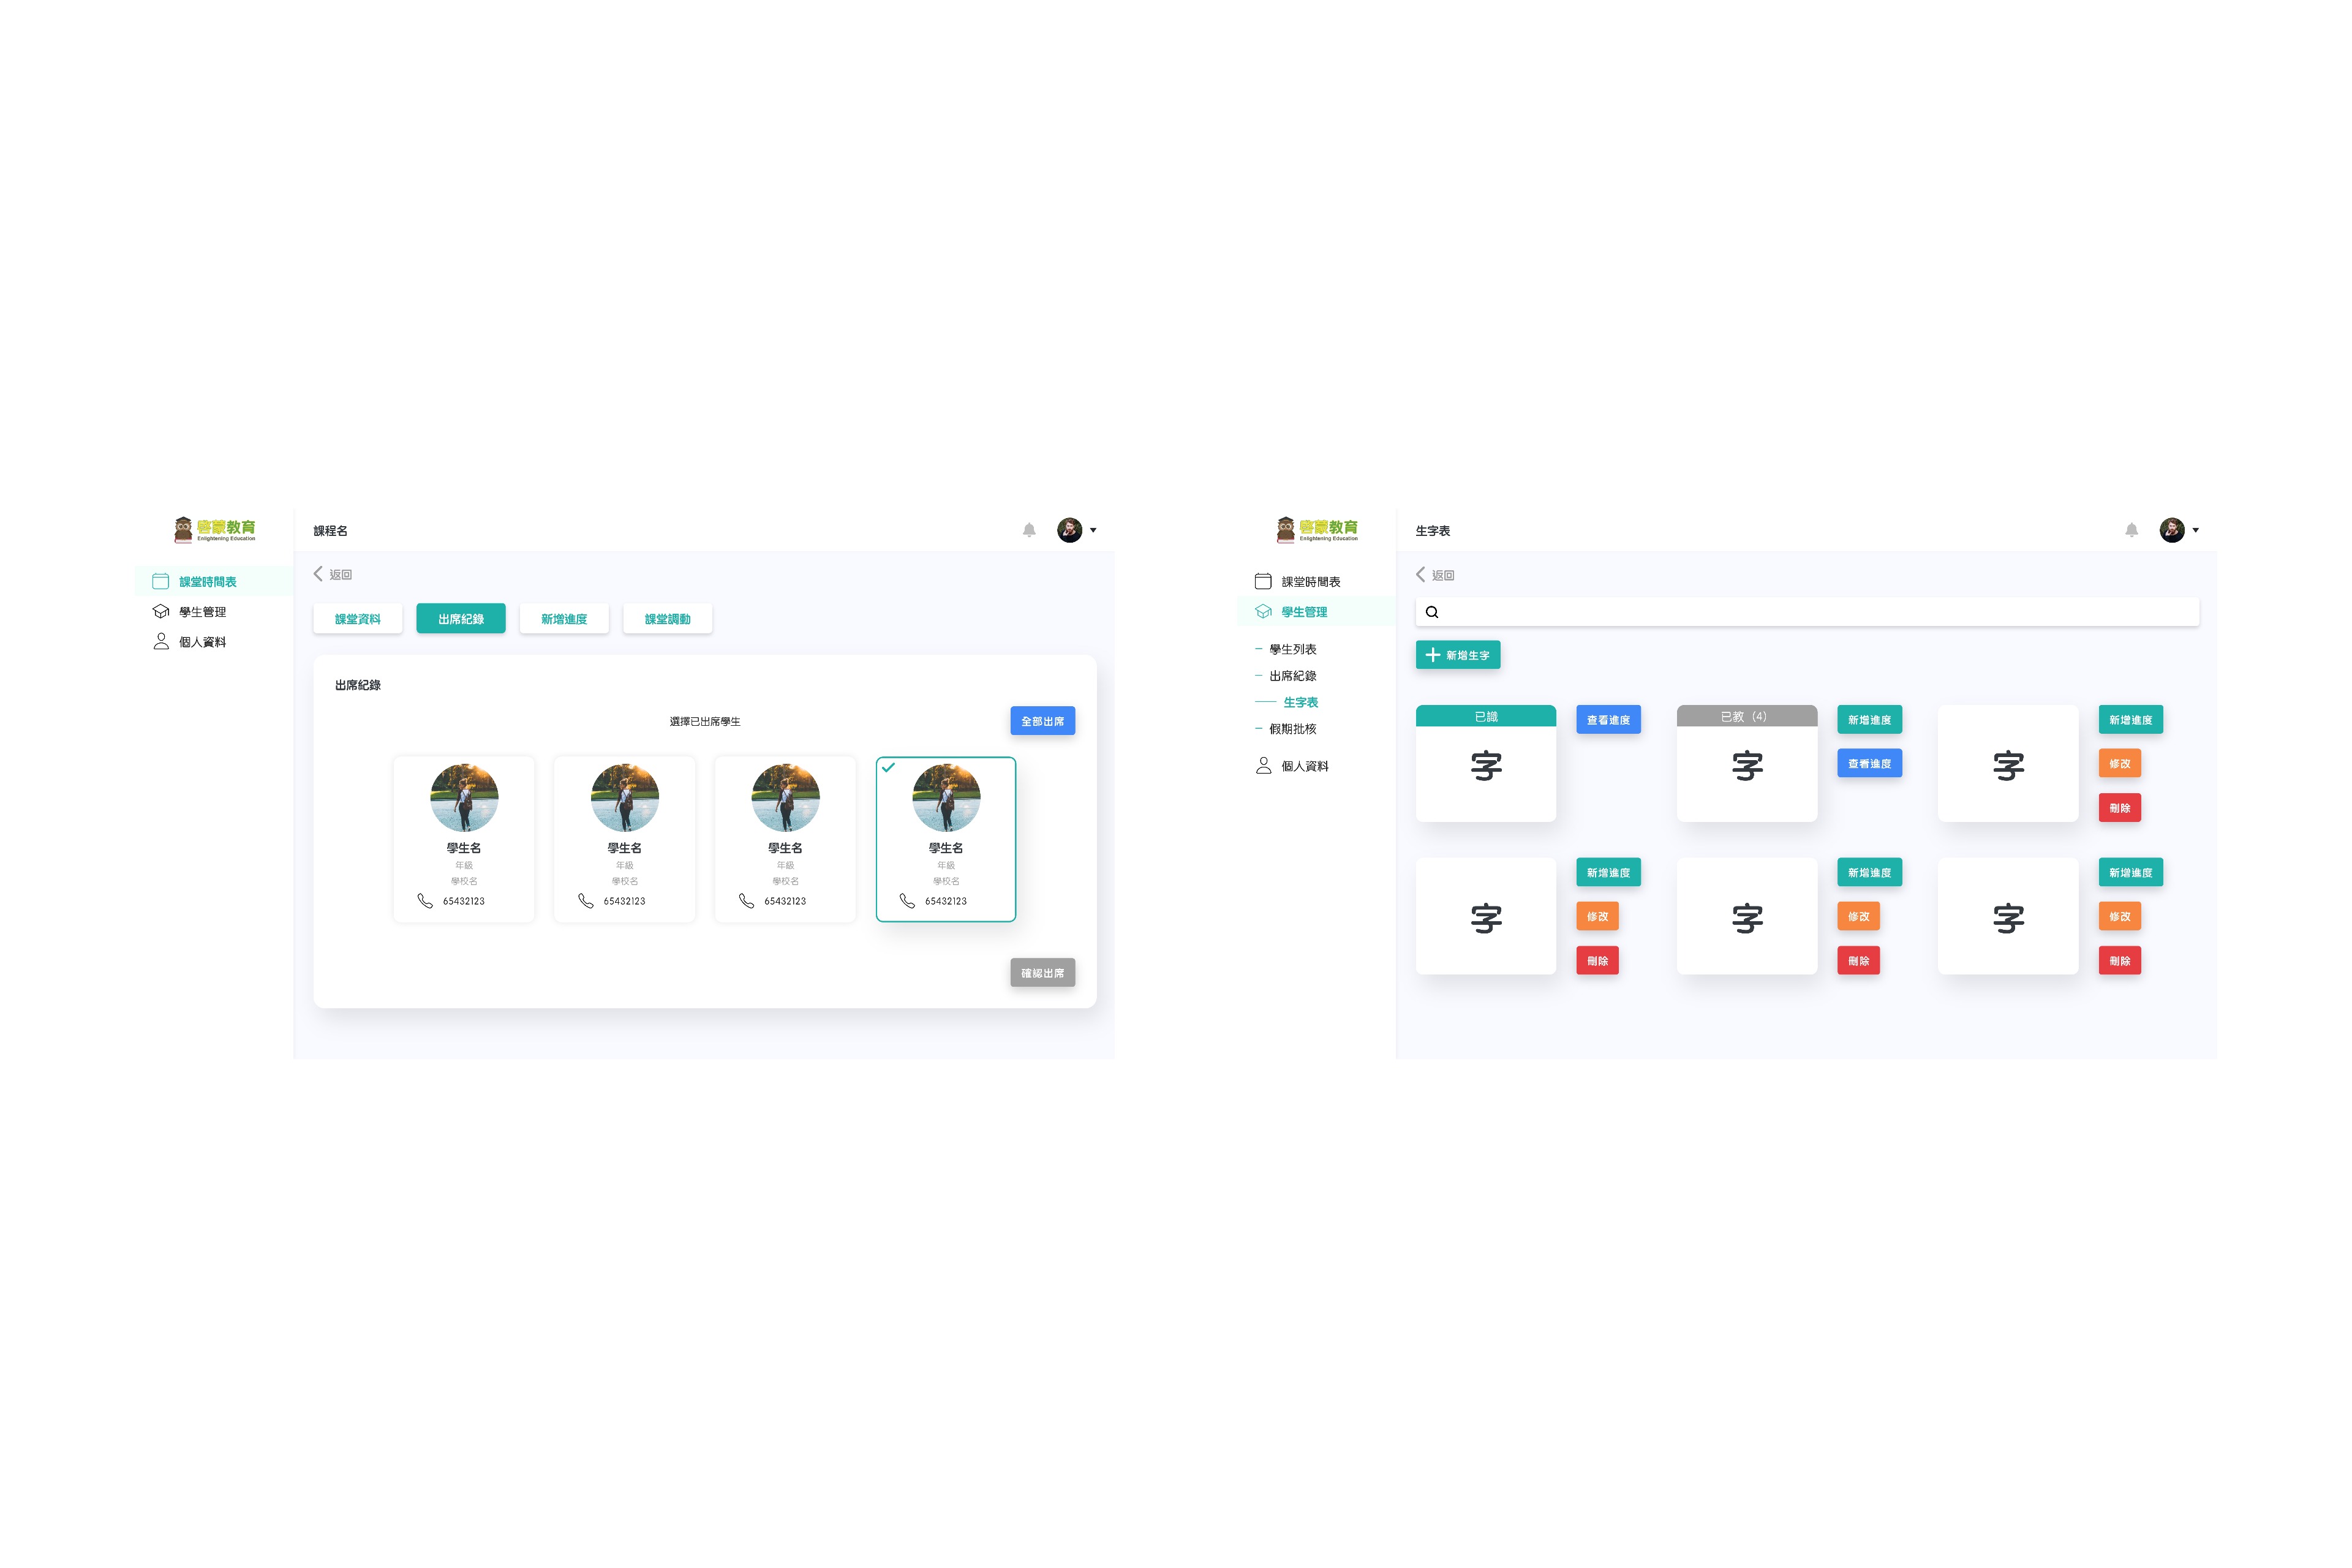 啓蒙教育
Enlightening Education
課堂時間表
學生管理
個人資料
課程名
返回
課堂資料
出席紀錄
新增進度
課堂調動
出席紀錄
選擇已出席學生
全部出席
學生名
年級
學校名
65432123
學生名
年級
學校名
65432123
學生名
年級
學校名
65432123
學生名
年級
學校名
65432123
確認出席
啓蒙教育
Enlightening Education
課堂時間表
學生管理
學生列表
出席紀錄
生字表
假期批核
個人資料
生字表
返回
新增生字
已識
字
查看進度
已教（4）
字
新增進度
查看進度
字
新增進度
修改
刪除
字
新增進度
修改
刪除
字
新增進度
修改
刪除
字
新增進度
修改
刪除